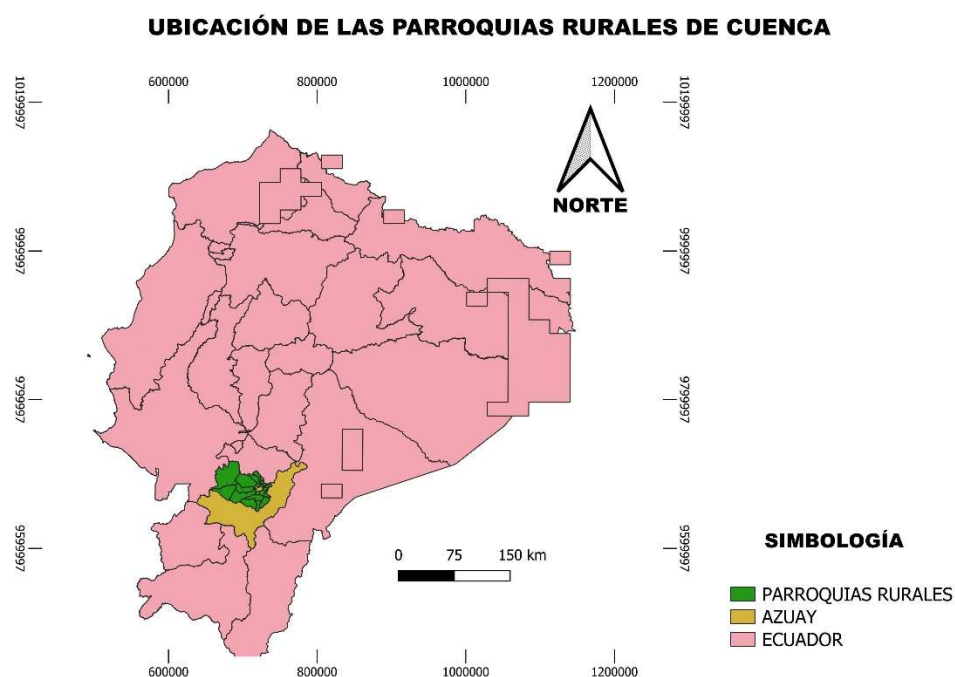 UBICACIÓN DE LAS PARROQUIAS RURALES DE CUENCA
600000 800000 1000000 1200000
10199997 10199997
NORTE
9999997 9999997
9799997 9799997
9599997 9599997
0 75 150 km
SIMBOLOGÍA
PARROQUIAS RURALES
AZUAY
ECUADOR
600000 800000 1000000 1200000